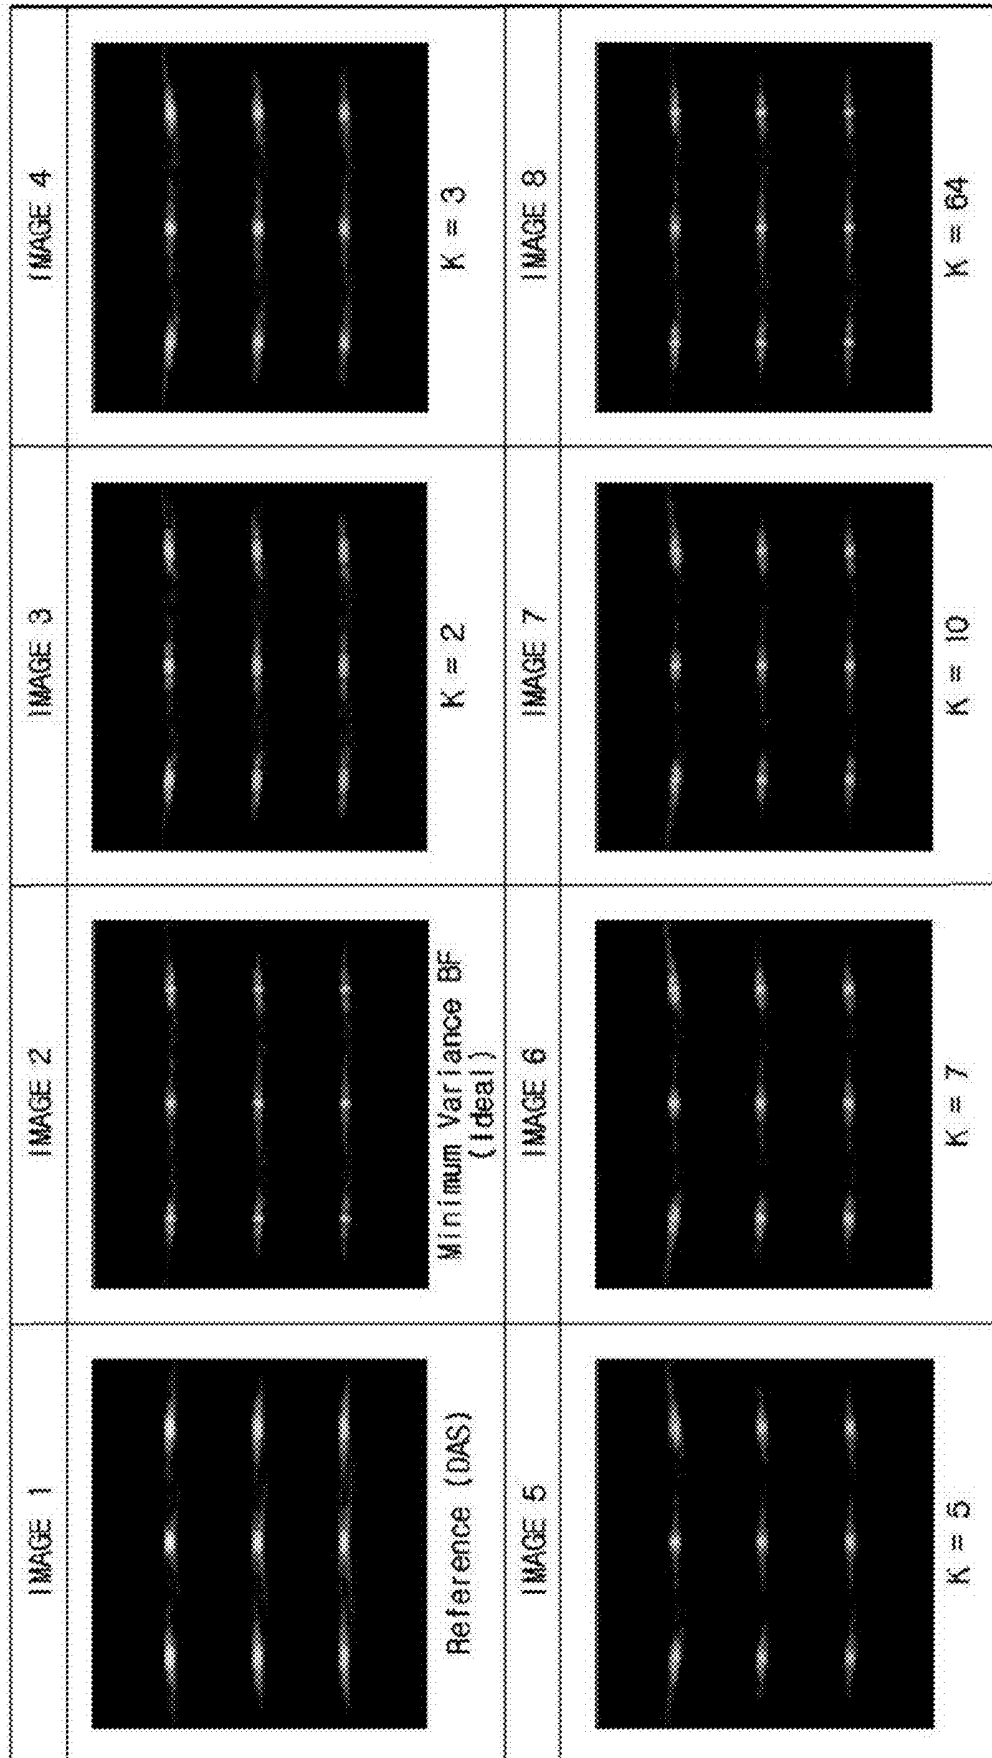 IMAGE 1
IMAGE 2
IMAGE 3
IMAGE 4
Reference (DAS)
Minimum Variance BF
(Ideal)
K = 2
K = 3
IMAGE 5
IMAGE 6
IMAGE 7
IMAGE 8
K = 5
K = 7
K = 10
K = 64